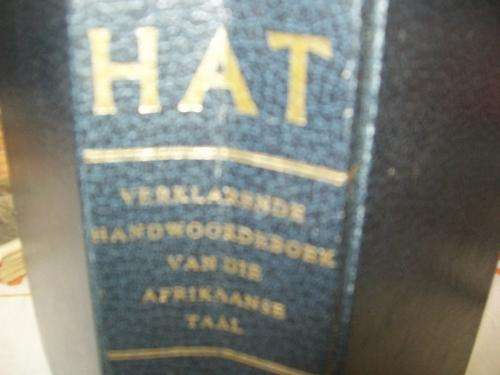 HAT
VERKLARENDE
HANDWOORDEBOEK
VAN DIE
AFRIKAANSE
TAAL